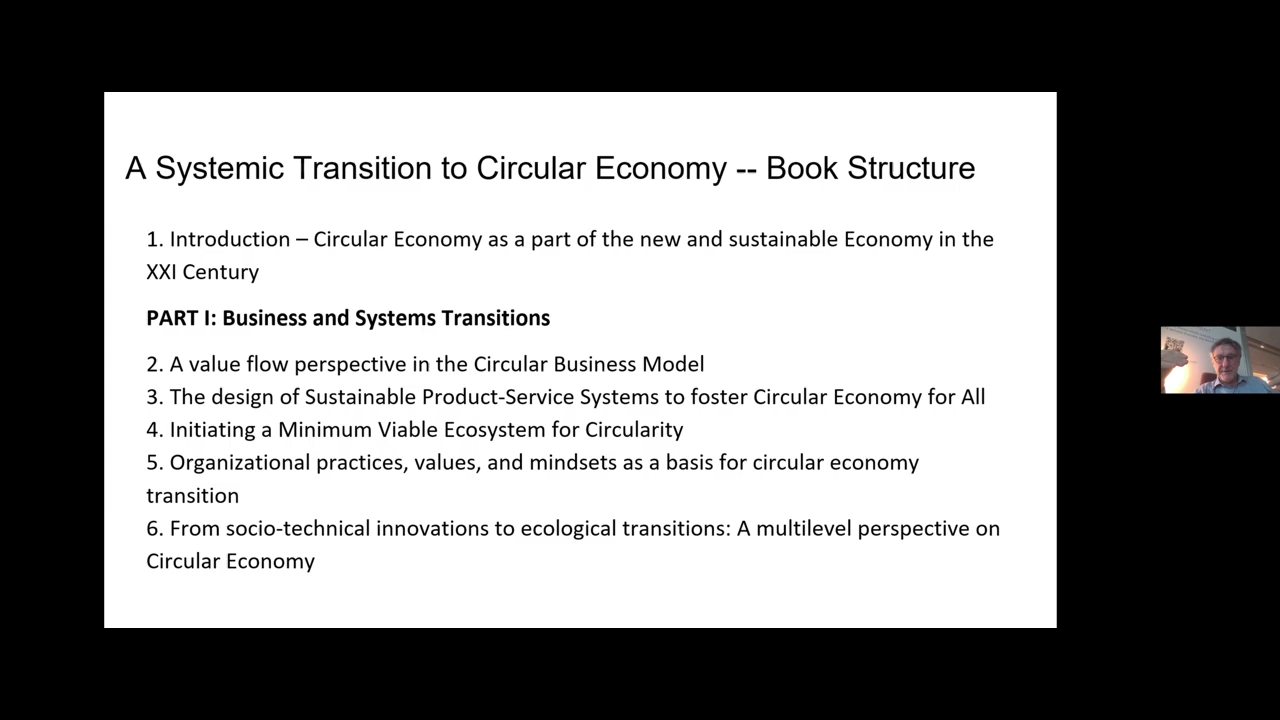 A Systemic Transition to Circular Economy -- Book Structure
1. Introduction – Circular Economy as a part of the new and sustainable Economy in the
XXI Century
PART I: Business and Systems Transitions
2. A value flow perspective in the Circular Business Model
3. The design of Sustainable Product-Service Systems to foster Circular Economy for All
4. Initiating a Minimum Viable Ecosystem for Circularity
5. Organizational practices, values, and mindsets as a basis for circular economy
transition
6. From socio-technical innovations to ecological transitions: A multilevel perspective on
Circular Economy